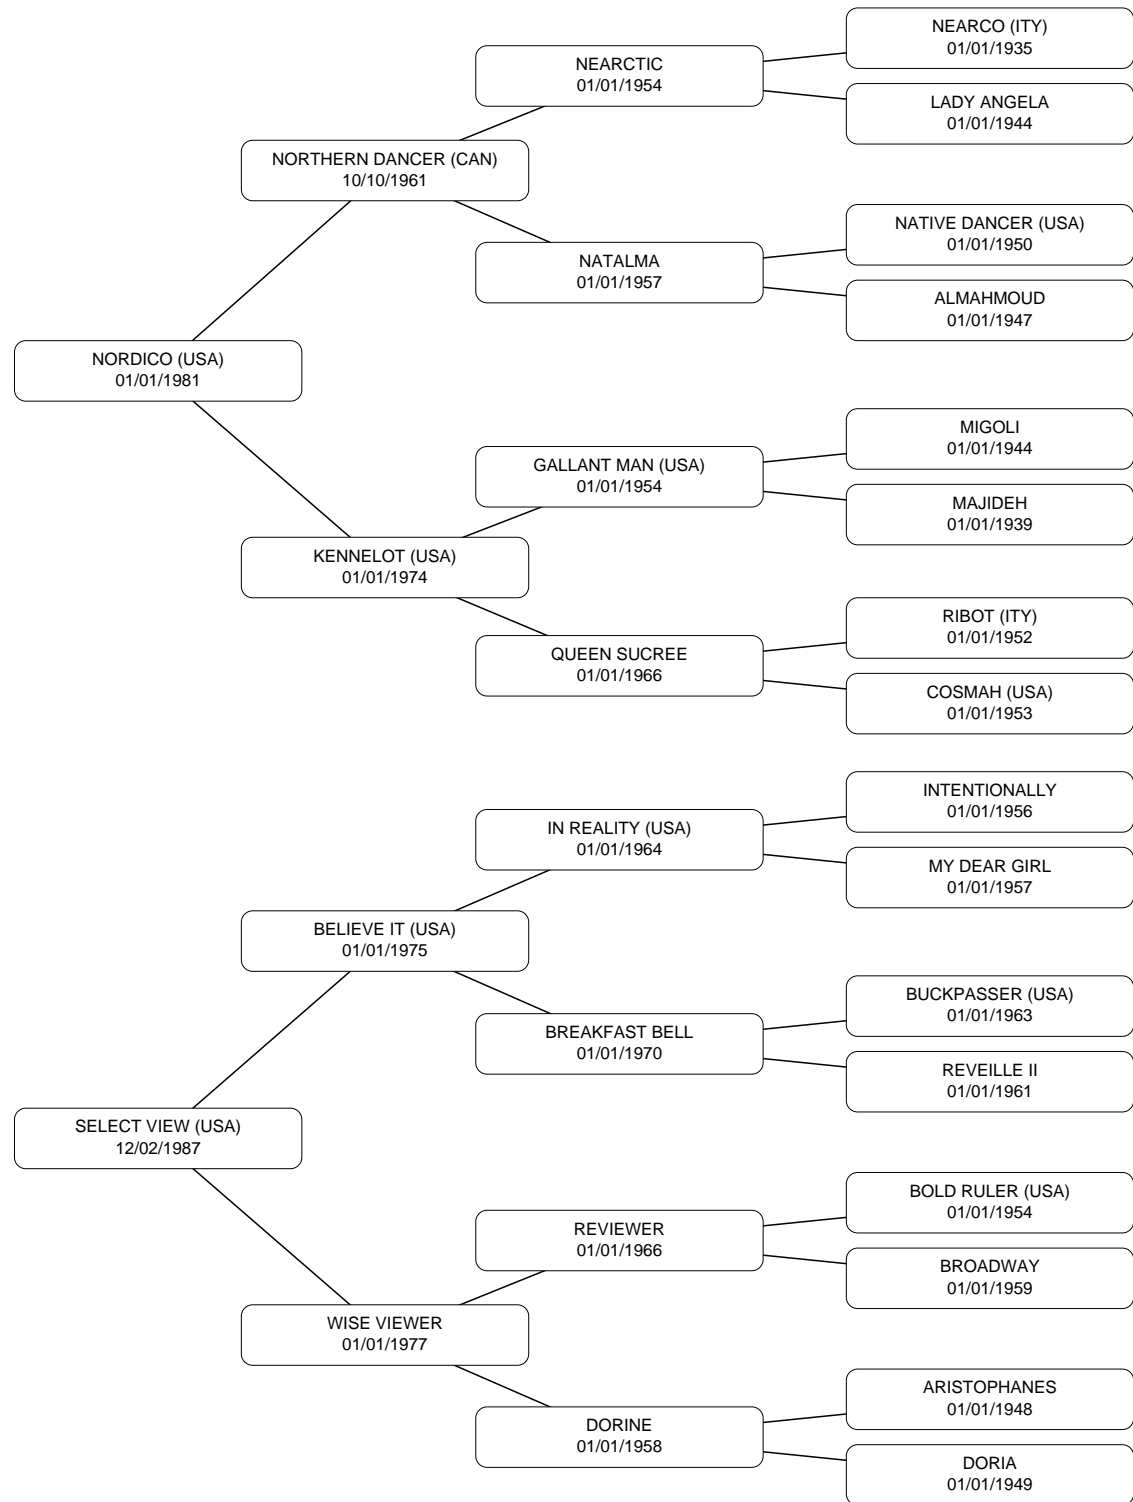 NEARCO (ITY)
01/01/1935
NEARCTIC
01/01/1954
LADY ANGELA
01/01/1944
NORTHERN DANCER (CAN)
10/10/1961
NATIVE DANCER (USA)
01/01/1950
NATALMA
01/01/1957
ALMAHMOUD
01/01/1947
NORDICO (USA)
01/01/1981
MIGOLI
01/01/1944
GALLANT MAN (USA)
01/01/1954
MAJIDEH
01/01/1939
KENNELOT (USA)
01/01/1974
RIBOT (ITY)
01/01/1952
QUEEN SUCREE
01/01/1966
COSMAH (USA)
01/01/1953
INTENTIONALLY
01/01/1956
IN REALITY (USA)
01/01/1964
MY DEAR GIRL
01/01/1957
BELIEVE IT (USA)
01/01/1975
BUCKPASSER (USA)
01/01/1963
BREAKFAST BELL
01/01/1970
REVEILLE II
01/01/1961
SELECT VIEW (USA)
12/02/1987
BOLD RULER (USA)
01/01/1954
REVIEWER
01/01/1966
BROADWAY
01/01/1959
WISE VIEWER
01/01/1977
ARISTOPHANES
01/01/1948
DORINE
01/01/1958
DORIA
01/01/1949